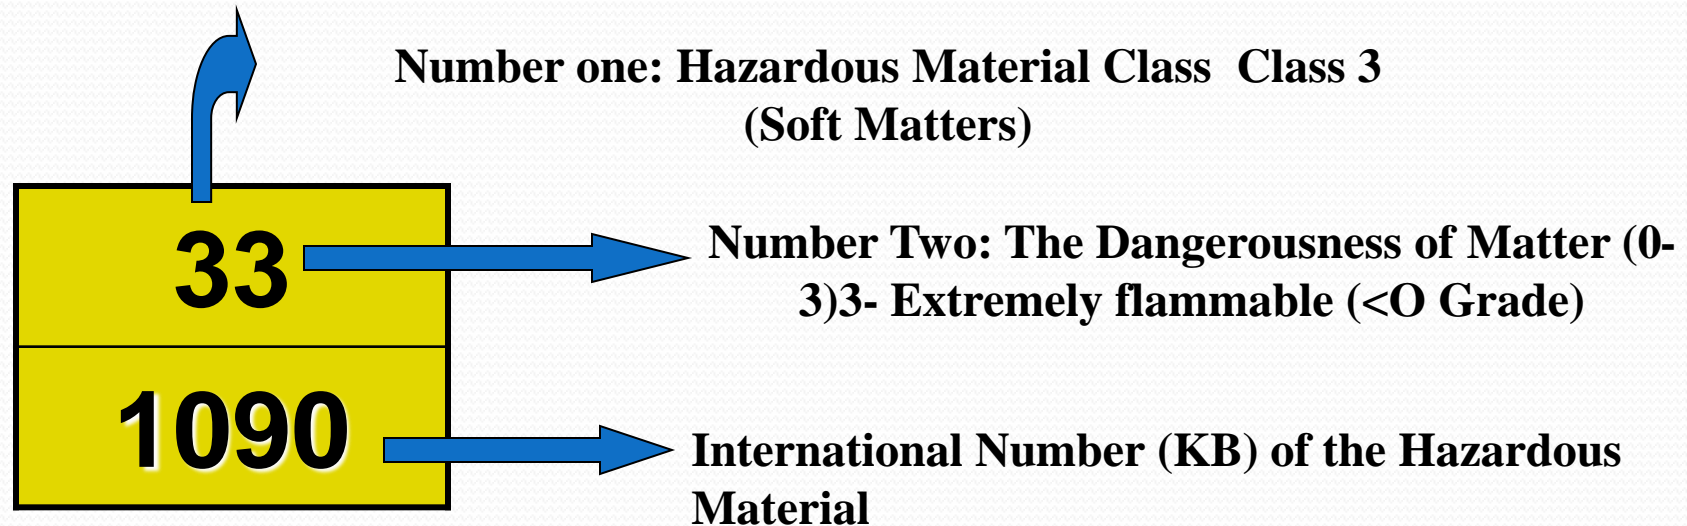 Number one: Hazardous Material Class  Class 3
(Soft Matters)
33
Number Two: The Dangerousness of Matter (0-
3)3- Extremely flammable (<O Grade)
1090
International Number (KB) of the Hazardous
Material